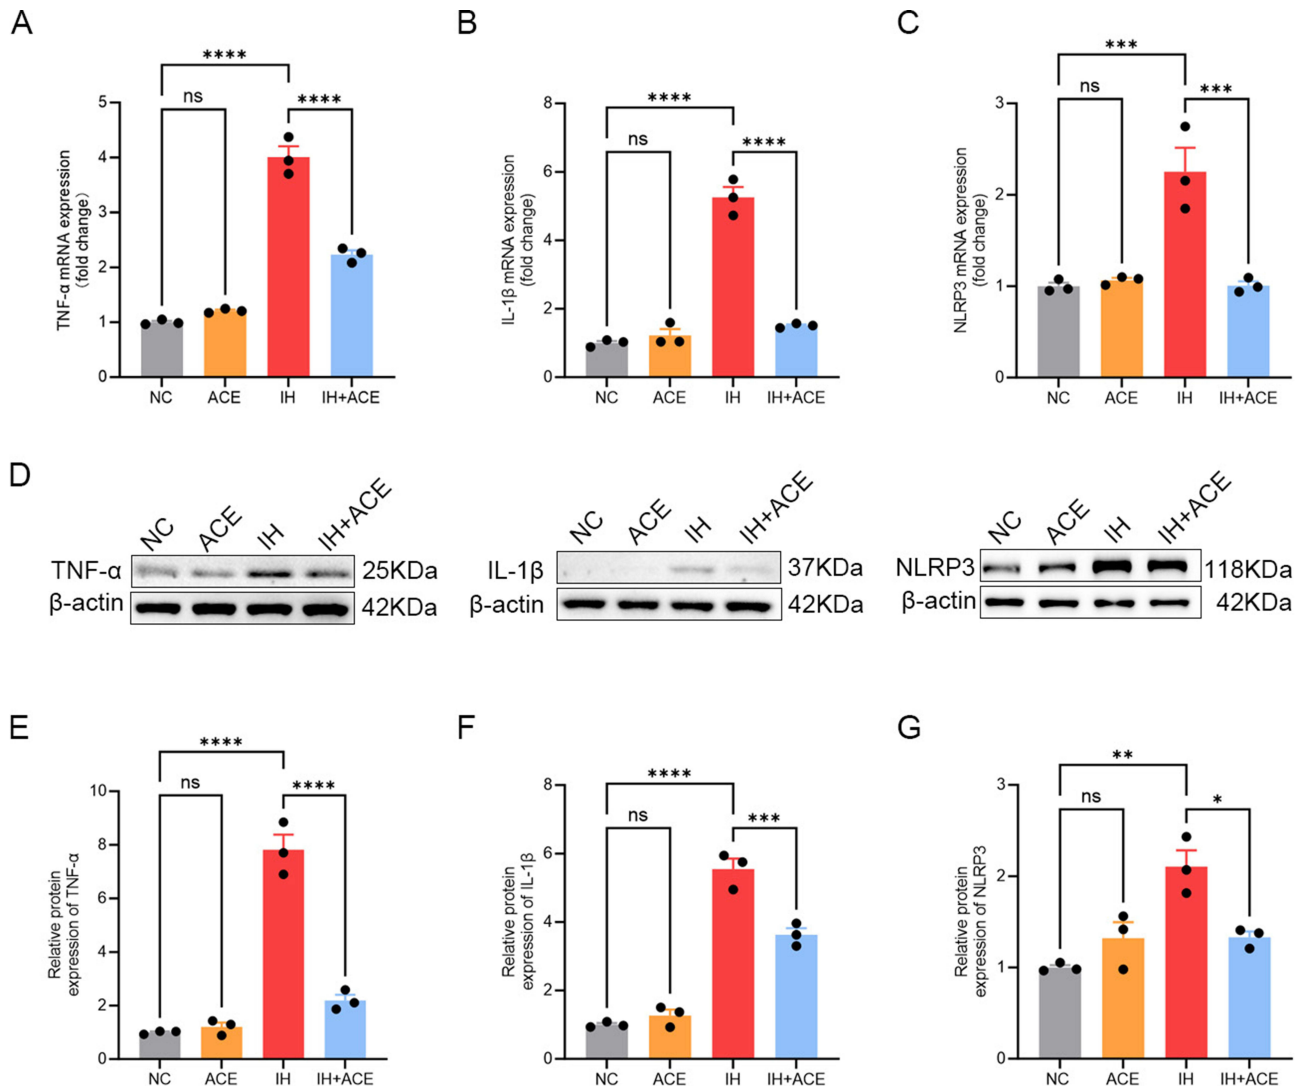 A
TNF-α mRNA expression
(fold change)
5
4
3
2
1
0
****
ns
****
NC ACE IH IH+ACE
B
IL-1β mRNA expression
(fold change)
8
6
4
2
0
****
ns
****
NC ACE IH IH+ACE
C
NLRP3 mRNA expression
(fold change)
3
2
1
0
***
ns
***
NC ACE IH IH+ACE
D
NC ACE IH IH+ACE
TNF-α 25KDa
β-actin 42KDa
NC ACE IH IH+ACE
IL-1β 37KDa
β-actin 42KDa
NC ACE IH IH+ACE
NLRP3 118KDa
β-actin 42KDa
E
Relative protein
expression of TNF-α
10
8
6
4
2
0
****
ns
****
NC ACE IH IH+ACE
F
Relative protein
expression of IL-1β
8
6
4
2
0
****
ns
***
NC ACE IH IH+ACE
G
Relative protein
expression of NLRP3
3
2
1
0
**
ns
*
NC ACE IH IH+ACE